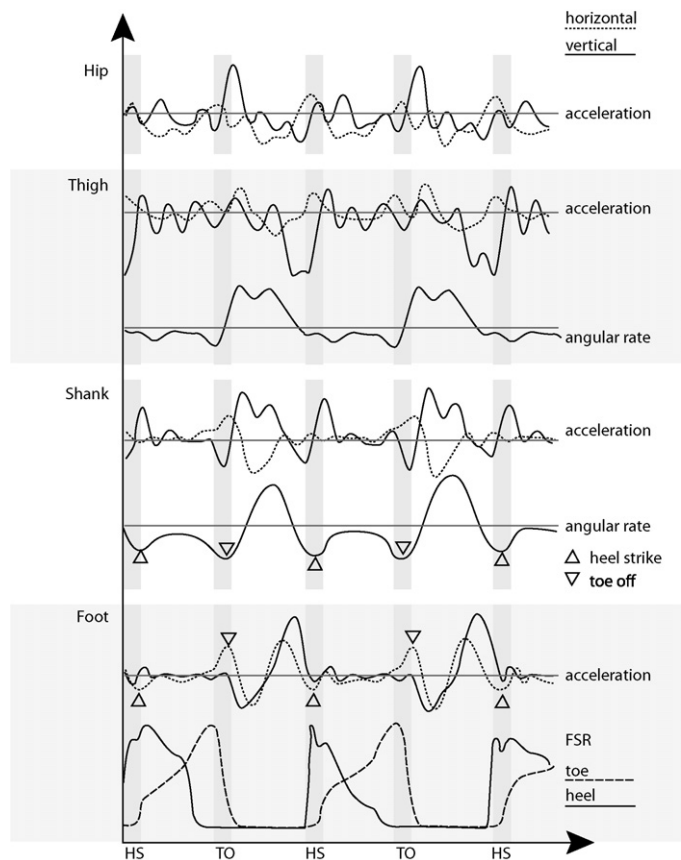 horizontal
vertical
Hip
acceleration
Thigh
acceleration
angular rate
Shank
acceleration
angular rate
heel strike
toe off
Foot
acceleration
FSR
toe
heel
HS TO HS TO HS